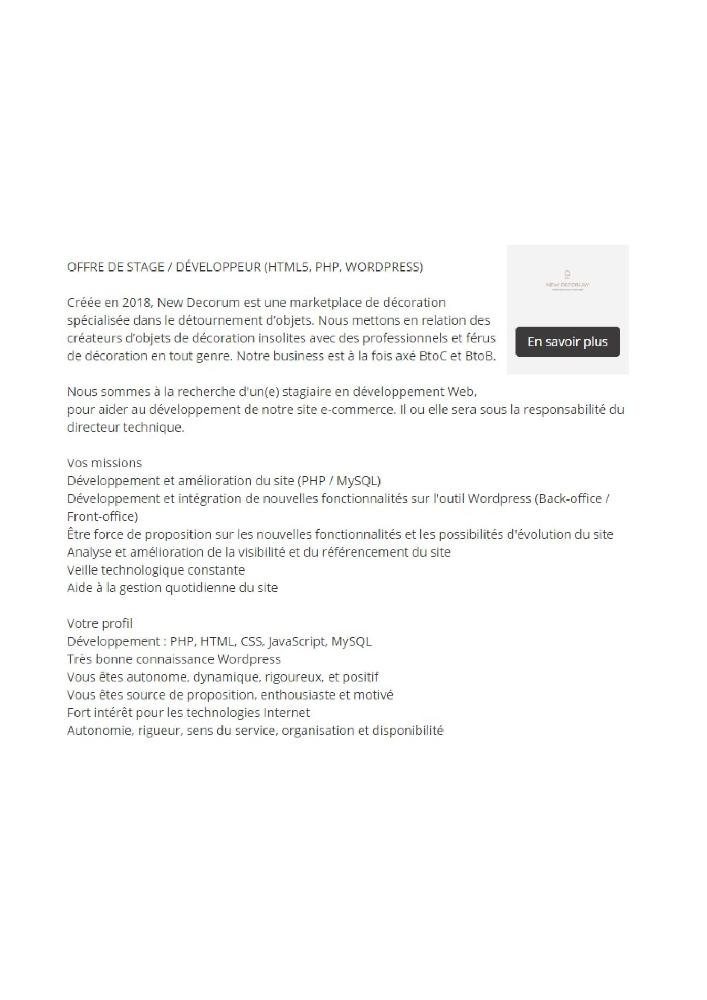 OFFRE DE STAGE / DÉVELOPPEUR (HTML5, PHP, WORDPRESS)
Créée en 2018, New Decorum est une marketplace de décoration
spécialisée dans le détournement d’objets. Nous mettons en relation des
créateurs d’objets de décoration insolites avec des professionnels et férus
de décoration en tout genre. Notre business est à la fois axé BtoC et BtoB.
NEW DECORUM
En savoir plus
Nous sommes à la recherche d'un(e) stagiaire en développement Web,
pour aider au développement de notre site e-commerce. Il ou elle sera sous la responsabilité du
directeur technique.
Vos missions
Développement et amélioration du site (PHP / MySQL)
Développement et intégration de nouvelles fonctionnalités sur l'outil Wordpress (Back-office /
Front-office)
Être force de proposition sur les nouvelles fonctionnalités et les possibilités d'évolution du site
Analyse et amélioration de la visibilité et du référencement du site
Veille technologique constante
Aide à la gestion quotidienne du site
Votre profil
Développement : PHP, HTML, CSS, JavaScript, MySQL
Très bonne connaissance Wordpress
Vous êtes autonome, dynamique, rigoureux, et positif
Vous êtes source de proposition, enthousiaste et motivé
Fort intérêt pour les technologies Internet
Autonomie, rigueur, sens du service, organisation et disponibilité